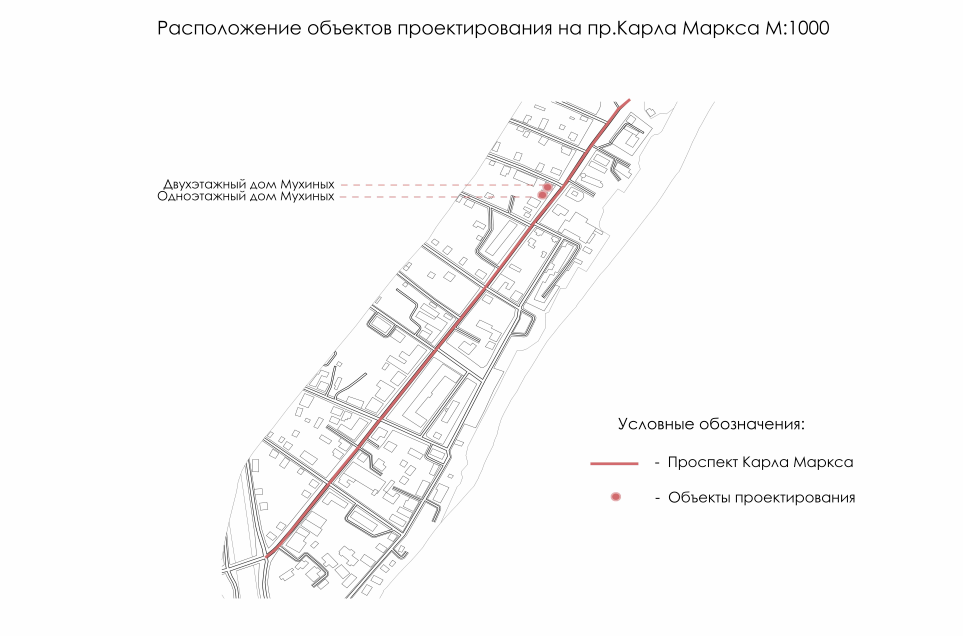 Расположение объектов проектирования на пр.Карла Маркса М:1000
Двухэтажный дом Мухиных
Одноэтажный дом Мухиных
Условные обозначения:
- Проспект Карла Маркса
- Объекты проектирования